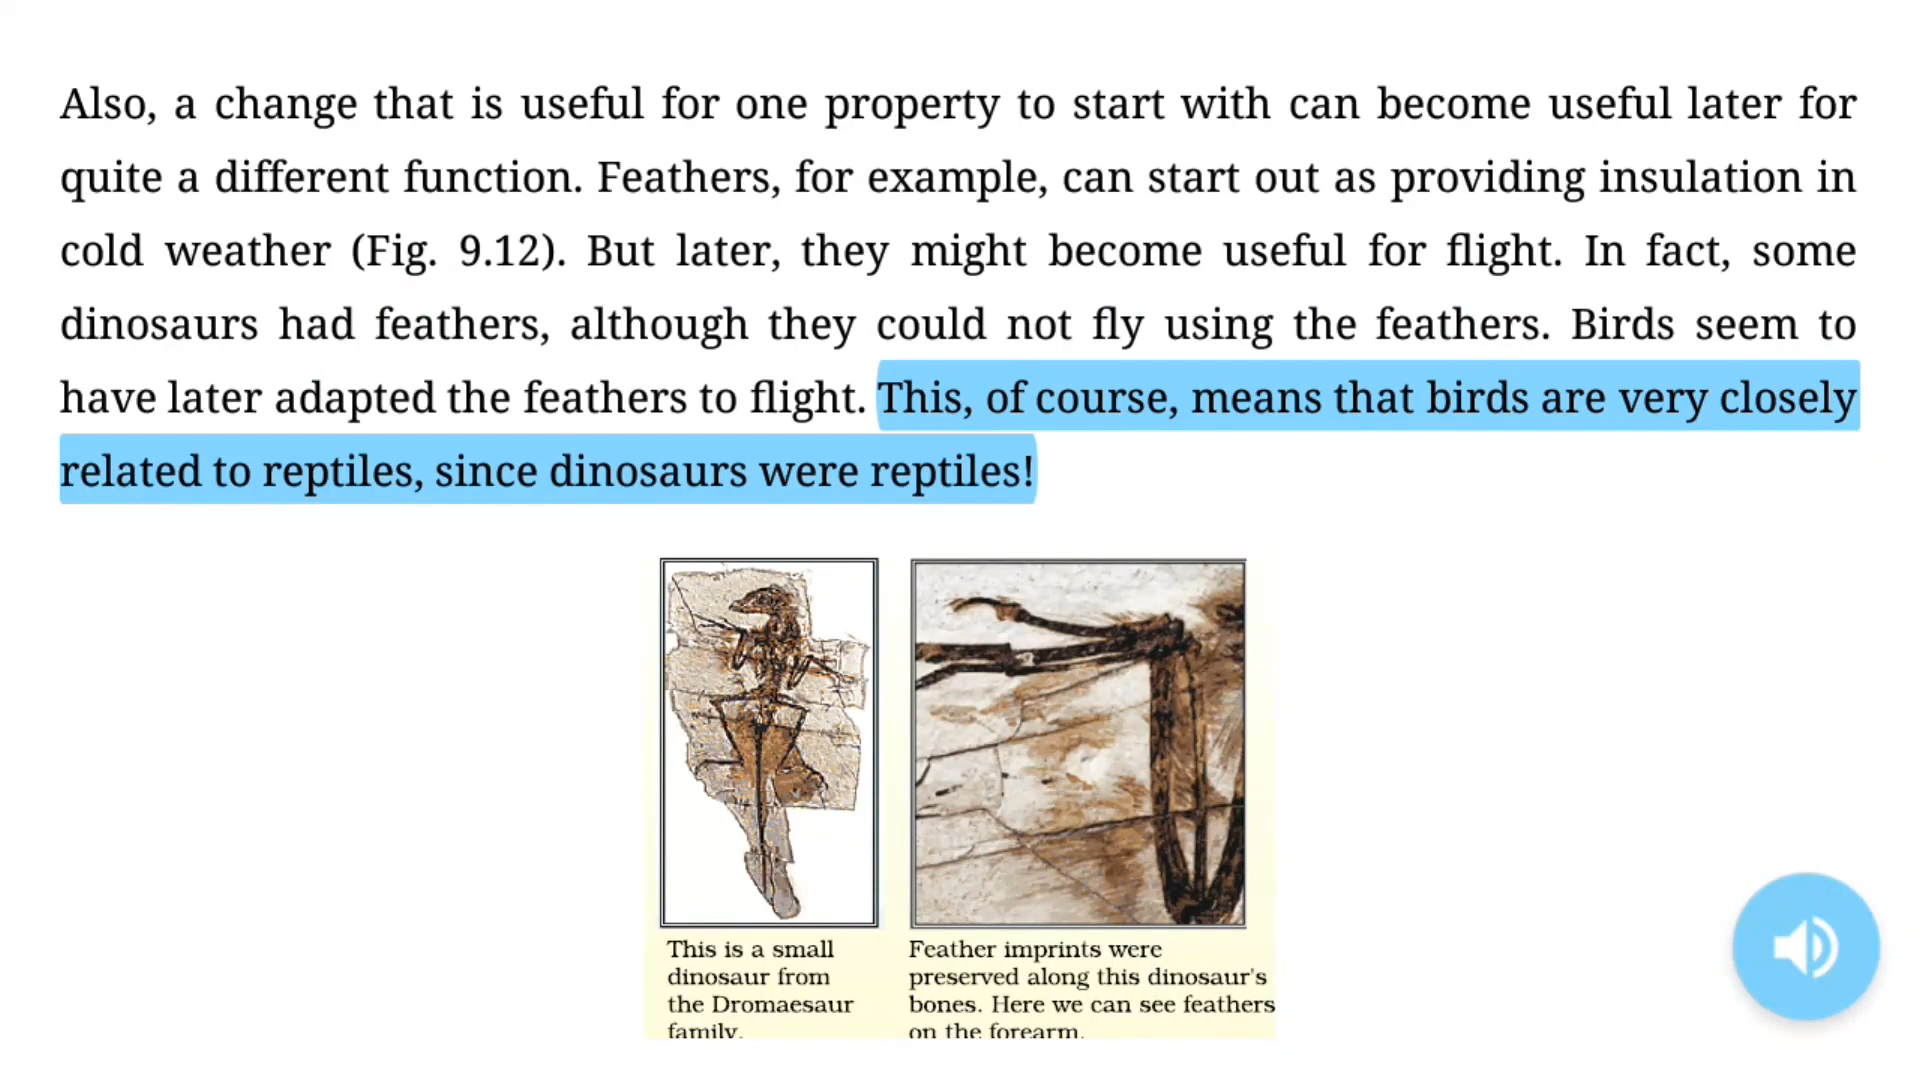 Also, a change that is useful for one property to start with can become useful later for
quite a different function. Feathers, for example, can start out as providing insulation in
cold weather (Fig. 9.12). But later, they might become useful for flight. In fact, some
dinosaurs had feathers, although they could not fly using the feathers. Birds seem to
have later adapted the feathers to flight. This, of course, means that birds are very closely
related to reptiles, since dinosaurs were reptiles!
This is a small
dinosaur from
the Dromaesaur
family.
Feather imprints were
preserved along this dinosaur's
bones. Here we can see feathers
on the forearm.